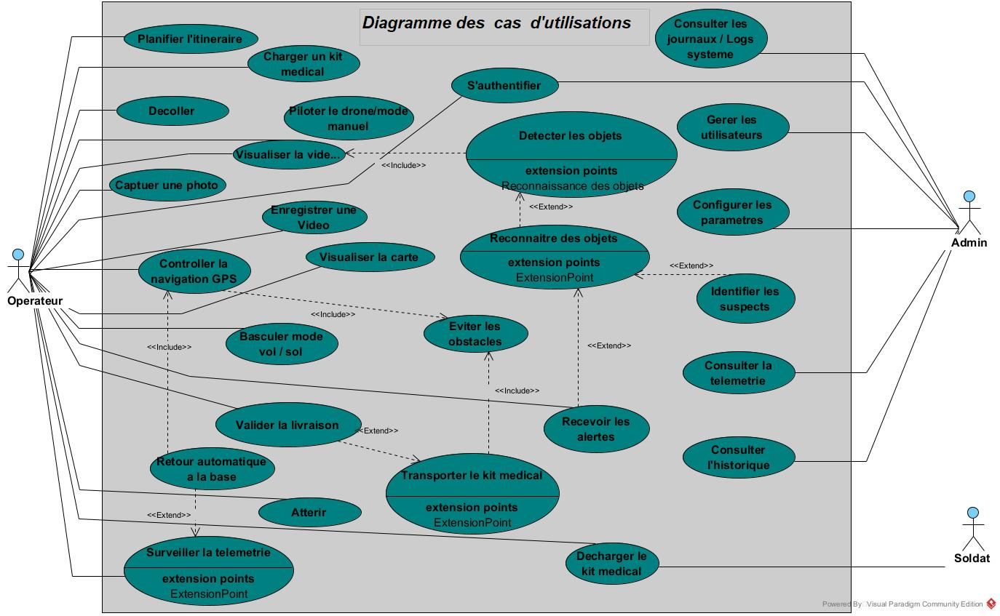 Diagramme des cas d'utilisations
Consulter les
journaux / Logs
systeme
Planifier l'itineraire
Charger un kit
medical
S'authentifier
Decoller
Piloter le drone/mode
manuel
Detecter les objets
extension points
Reconnaissance des objets
Gerer les
utilisateurs
Visualiser la vide...
<<Include>>
Captuer une photo
Enregistrer une
Video
<<Extend>>
Configurer les
parametres
Reconnaitre des objets
extension points
ExtensionPoint
Admin
Controller la
navigation GPS
Visualiser la carte
<<Extend>>
Operateur
Identifier les
suspects
<<Include>>
Eviter les
obstacles
Basculer mode
vol / sol
<<Include>>
<<Extend>>
Consulter la
telemetrie
<<Include>>
Valider la livraison
<<Extend>>
Recevoir les
alertes
Retour automatique
a la base
Transporter le kit medical
extension points
ExtensionPoint
Consulter
l'historique
Atterir
<<Extend>>
Surveiller la telemetrie
extension points
ExtensionPoint
Decharger le
kit medical
Soldat
Powered By Visual Paradigm Community Edition